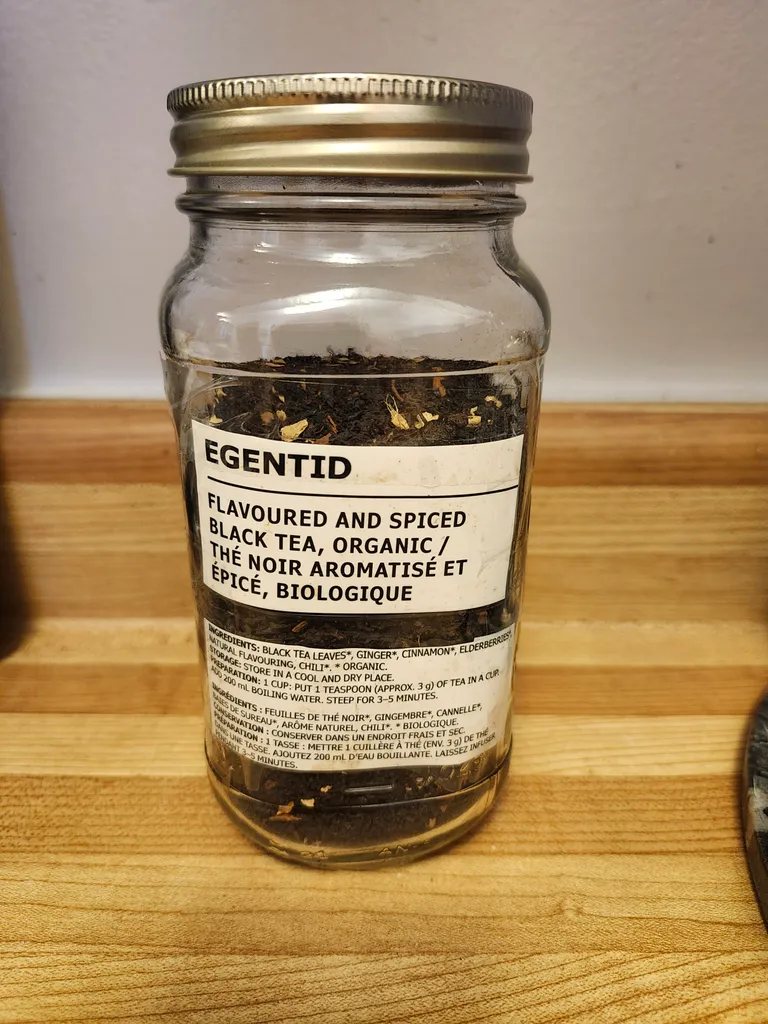 EGENTID
FLAVOURED AND SPICED
BLACK TEA, ORGANIC /
THÉ NOIR AROMATISÉ ET
ÉPICÉ, BIOLOGIQUE
INGREDIENTS: BLACK TEA LEAVES*, GINGER*, CINNAMON*, ELDERBERRIES*,
NATURAL FLAVOURING, CHILI*. * ORGANIC.
STORAGE: STORE IN A COOL AND DRY PLACE.
PREPARATION: 1 CUP: PUT 1 TEASPOON (APPROX. 3 g) OF TEA IN A CUP.
ADD 200 mL BOILING WATER. STEEP FOR 3–5 MINUTES.
INGRÉDIENTS : FEUILLES DE THÉ NOIR*, GINGEMBRE*, CANNELLE*,
BAIES DE SUREAU*, ARÔME NATUREL, CHILI*. * BIOLOGIQUE.
CONSERVATION : CONSERVER DANS UN ENDROIT FRAIS ET SEC.
PRÉPARATION : 1 TASSE : METTRE 1 CUILLÈRE À THÉ (ENV. 3 g) DE THÉ
DANS UNE TASSE. AJOUTEZ 200 mL D'EAU BOUILLANTE. LAISSEZ INFUSER
PENDANT 3–5 MINUTES.